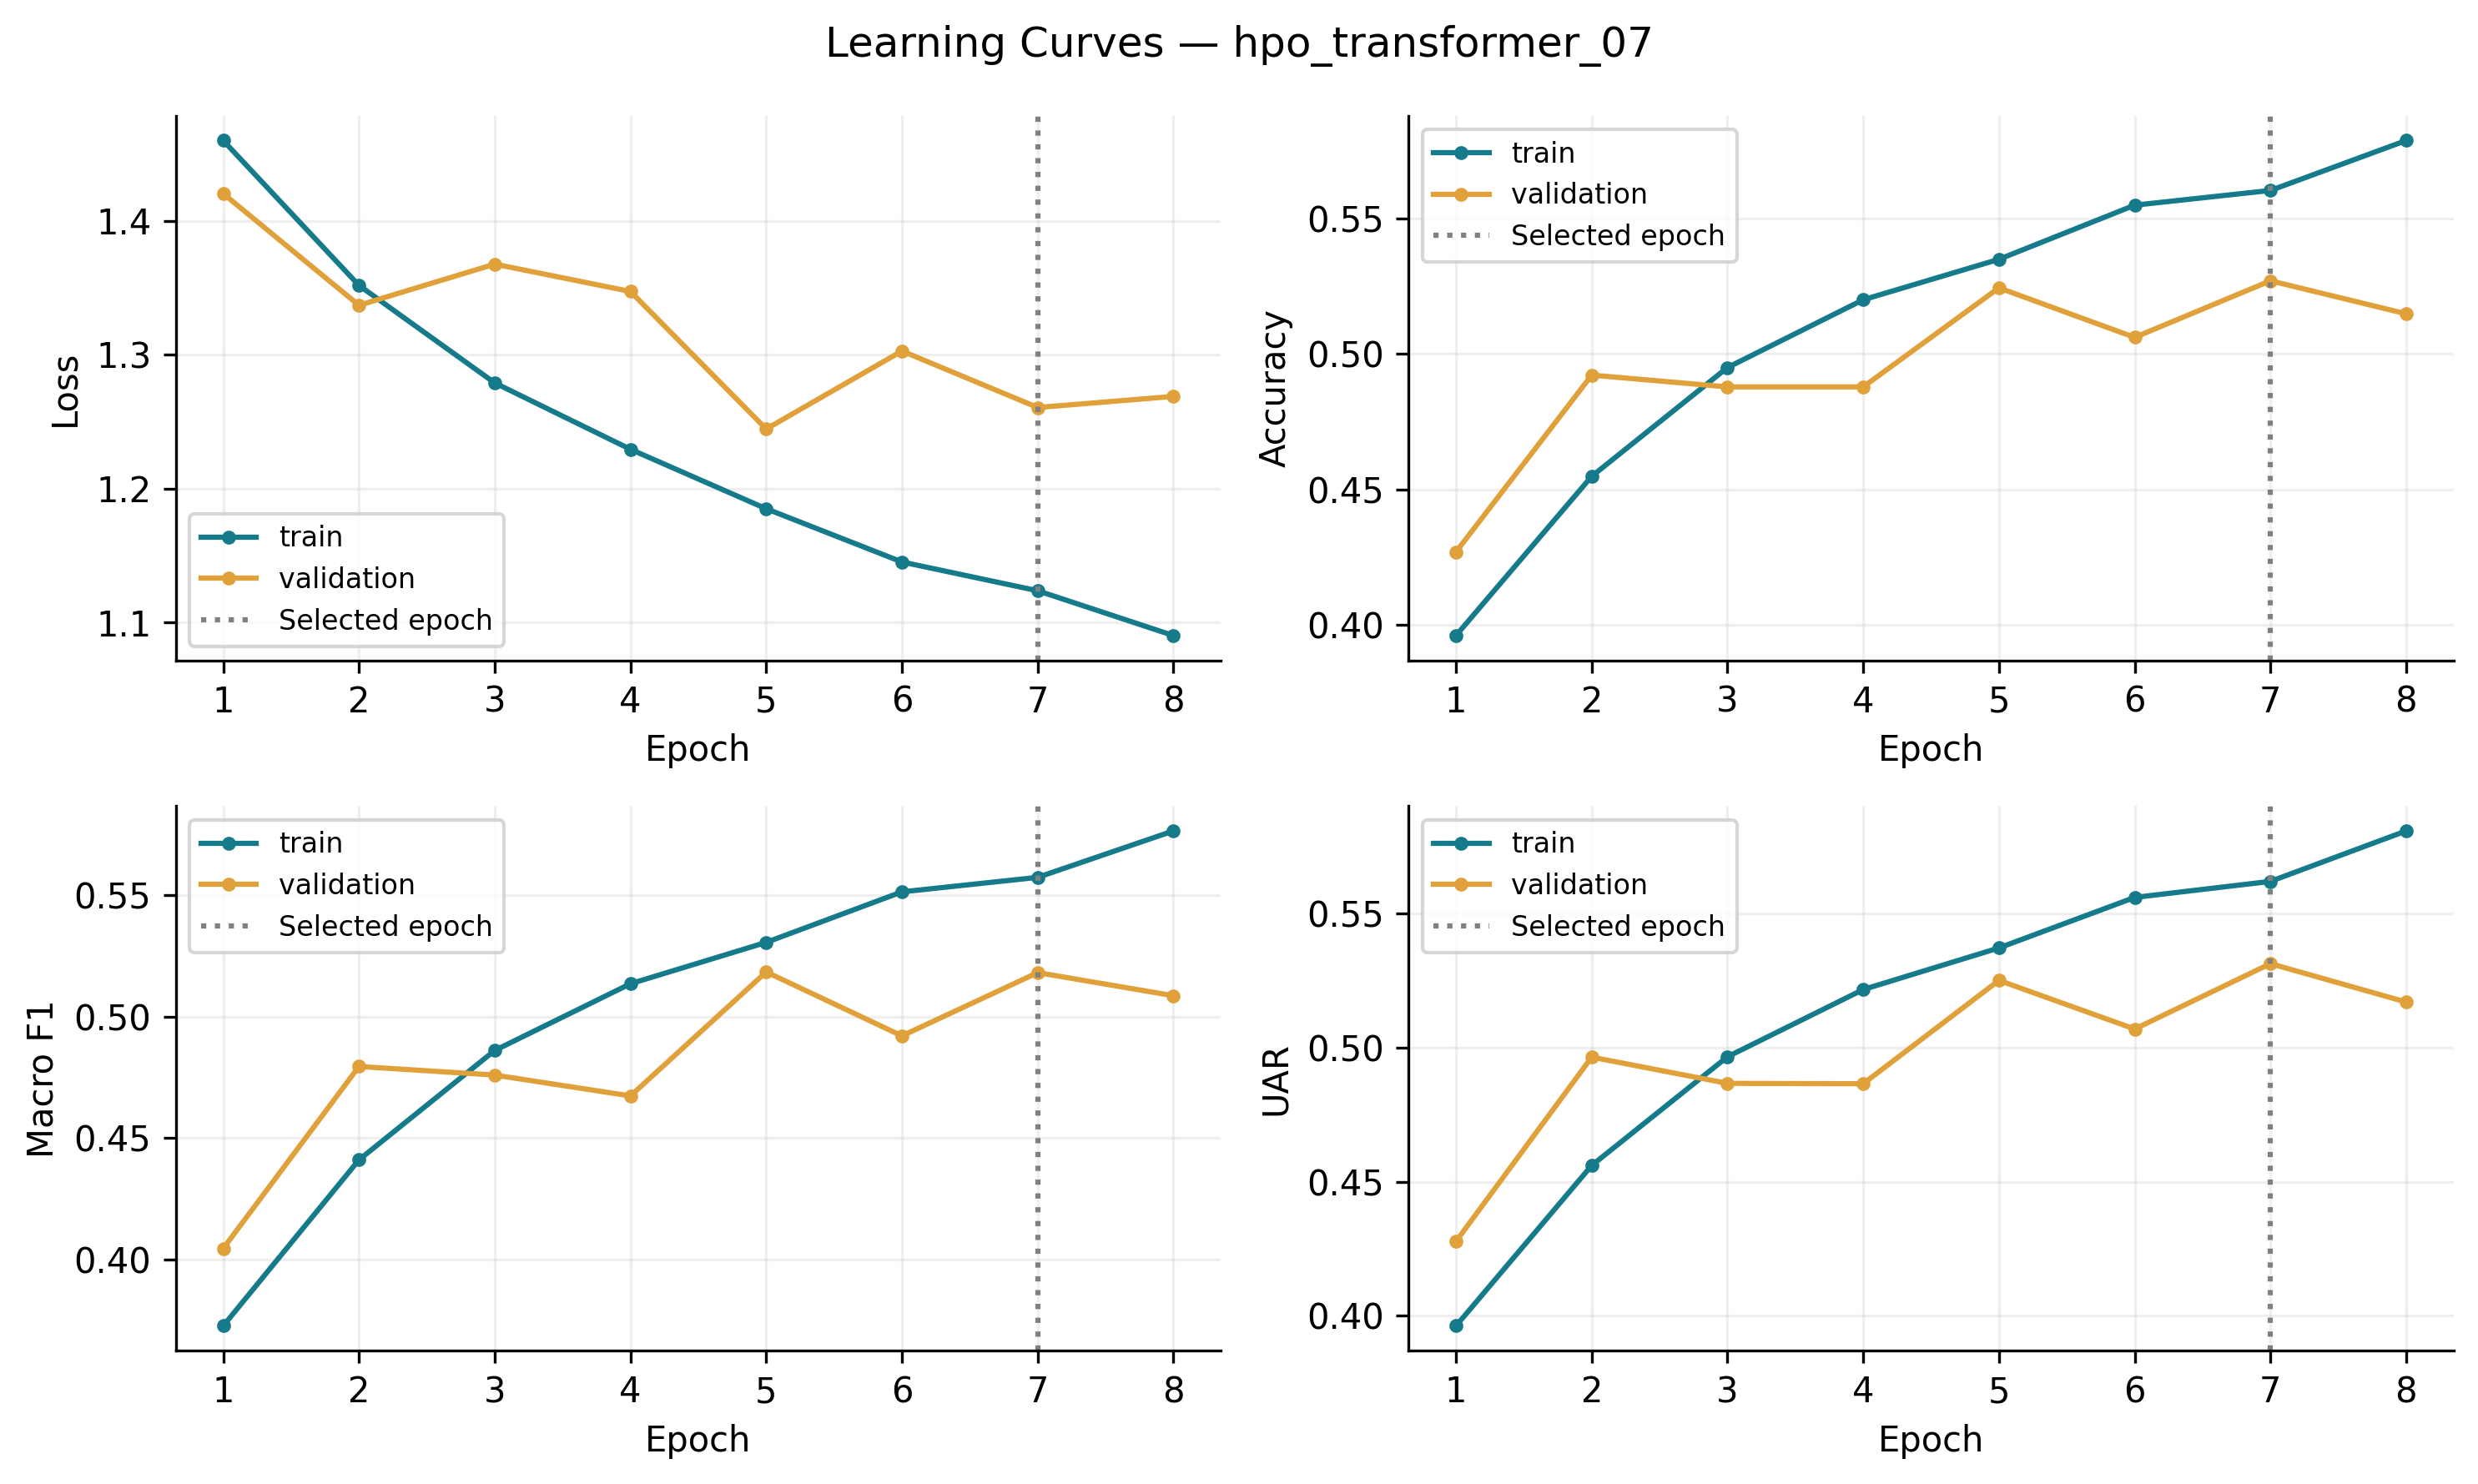 Learning Curves — hpo_transformer_07
Loss
1.4
1.3
1.2
1.1
train
validation
Selected epoch
1 2 3 4 5 6 7 8
Epoch
Accuracy
0.55
0.50
0.45
0.40
train
validation
Selected epoch
1 2 3 4 5 6 7 8
Epoch
Macro F1
0.55
0.50
0.45
0.40
train
validation
Selected epoch
1 2 3 4 5 6 7 8
Epoch
UAR
0.55
0.50
0.45
0.40
train
validation
Selected epoch
1 2 3 4 5 6 7 8
Epoch